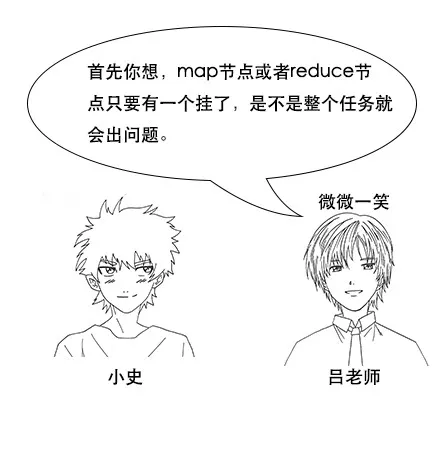 首先你想，map节点或者reduce节
点只要有一个挂了，是不是整个任务就
会出问题。
微微一笑
小史
吕老师